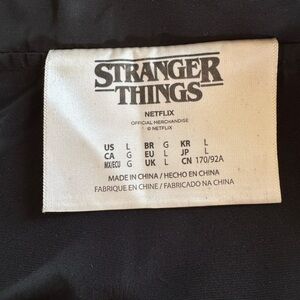 STRANGER
THINGS
NETFLIX
OFFICIAL MERCHANDISE
© NETFLIX
US L BR G KR L
CA G EU L JP L
MX/ECU G UK L CN 170/92A
MADE IN CHINA / HECHO EN CHINA
FABRIQUE EN CHINE / FABRICADO NA CHINA